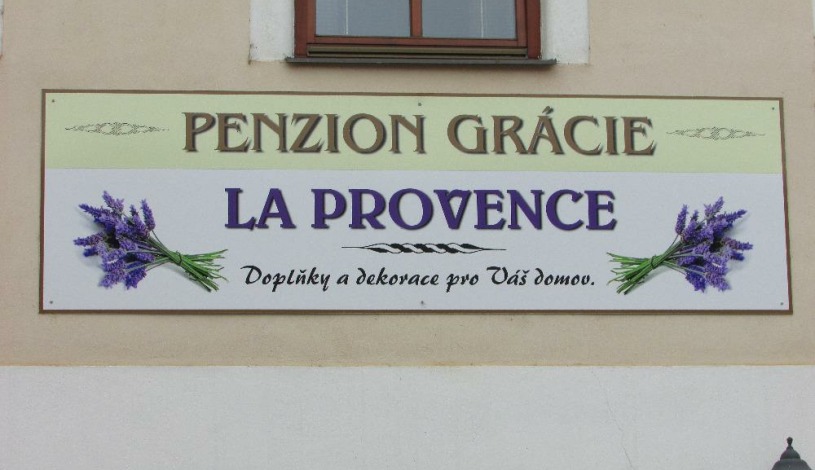 PENZION GRÁCIE
LA PROVENCE
Doplňky a dekorace pro Váš domov.